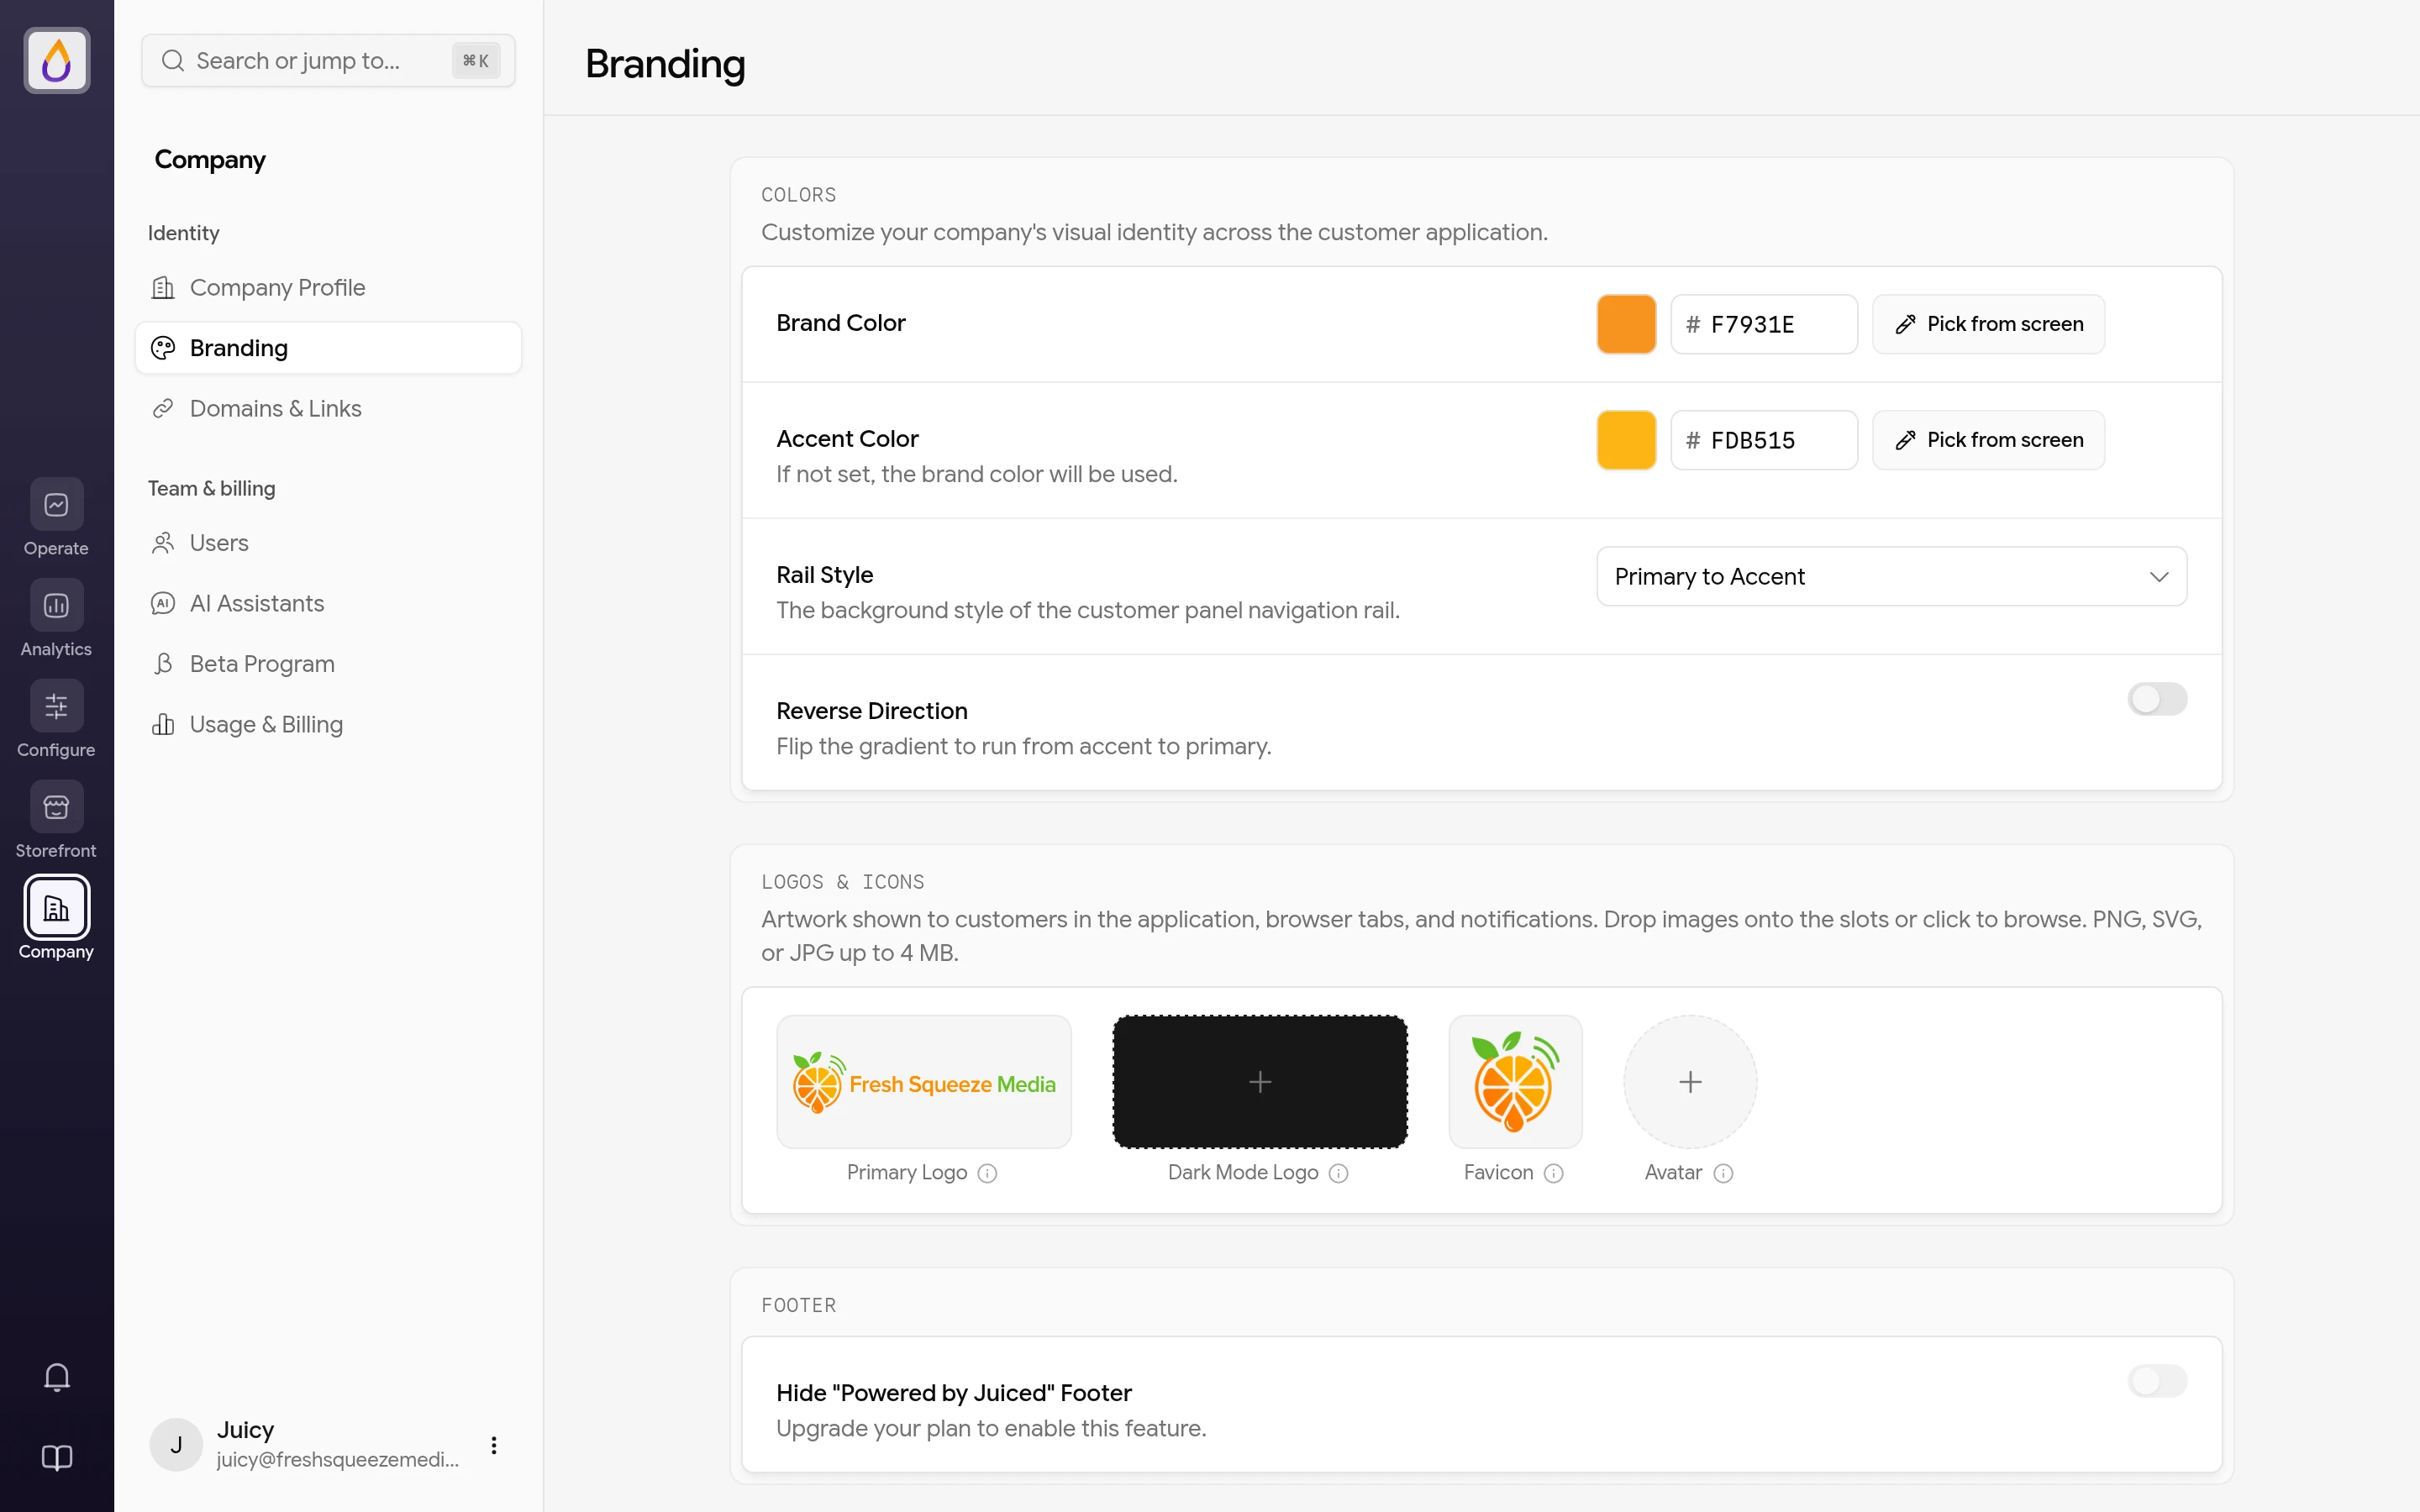 Search or jump to...
⌘K
Branding
Company
Identity
Company Profile
Branding
Domains & Links
Team & billing
Users
AI Assistants
Beta Program
Usage & Billing
Operate
Analytics
Configure
Storefront
Company
J
Juicy
juicy@freshsqueezemedi...
COLORS
Customize your company's visual identity across the customer application.
Brand Color
# F7931E
Pick from screen
Accent Color
If not set, the brand color will be used.
# FDB515
Pick from screen
Rail Style
The background style of the customer panel navigation rail.
Primary to Accent
Reverse Direction
Flip the gradient to run from accent to primary.
LOGOS & ICONS
Artwork shown to customers in the application, browser tabs, and notifications. Drop images onto the slots or click to browse. PNG, SVG,
or JPG up to 4 MB.
Fresh Squeeze Media
Primary Logo
Dark Mode Logo
Favicon
Avatar
FOOTER
Hide "Powered by Juiced" Footer
Upgrade your plan to enable this feature.